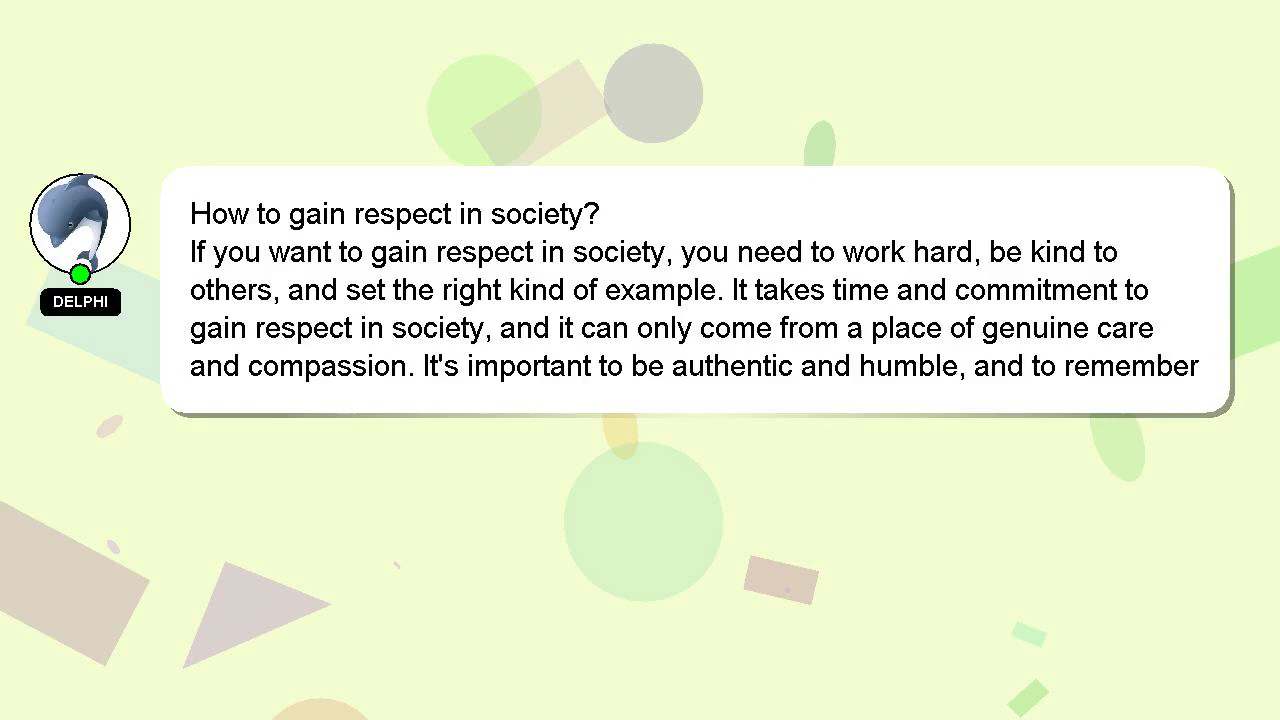 How to gain respect in society?
If you want to gain respect in society, you need to work hard, be kind to
others, and set the right kind of example. It takes time and commitment to
gain respect in society, and it can only come from a place of genuine care
and compassion. It's important to be authentic and humble, and to remember
DELPHI